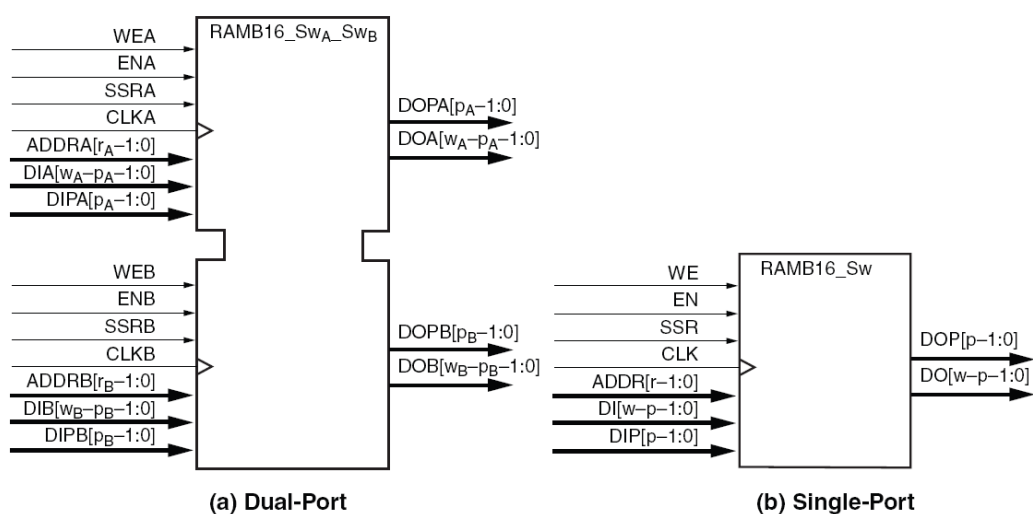 RAMB16_SwA_SwB
WEA
ENA
SSRA
CLKA
ADDRA[rA–1:0]
DIA[wA–pA–1:0]
DIPA[pA–1:0]
DOPA[pA–1:0]
DOA[wA–pA–1:0]
WEB
ENB
SSRB
CLKB
ADDRB[rB–1:0]
DIB[wB–pB–1:0]
DIPB[pB–1:0]
DOPB[pB–1:0]
DOB[wB–pB–1:0]
(a) Dual-Port
RAMB16_Sw
WE
EN
SSR
CLK
ADDR[r–1:0]
DI[w–p–1:0]
DIP[p–1:0]
DOP[p–1:0]
DO[w–p–1:0]
(b) Single-Port